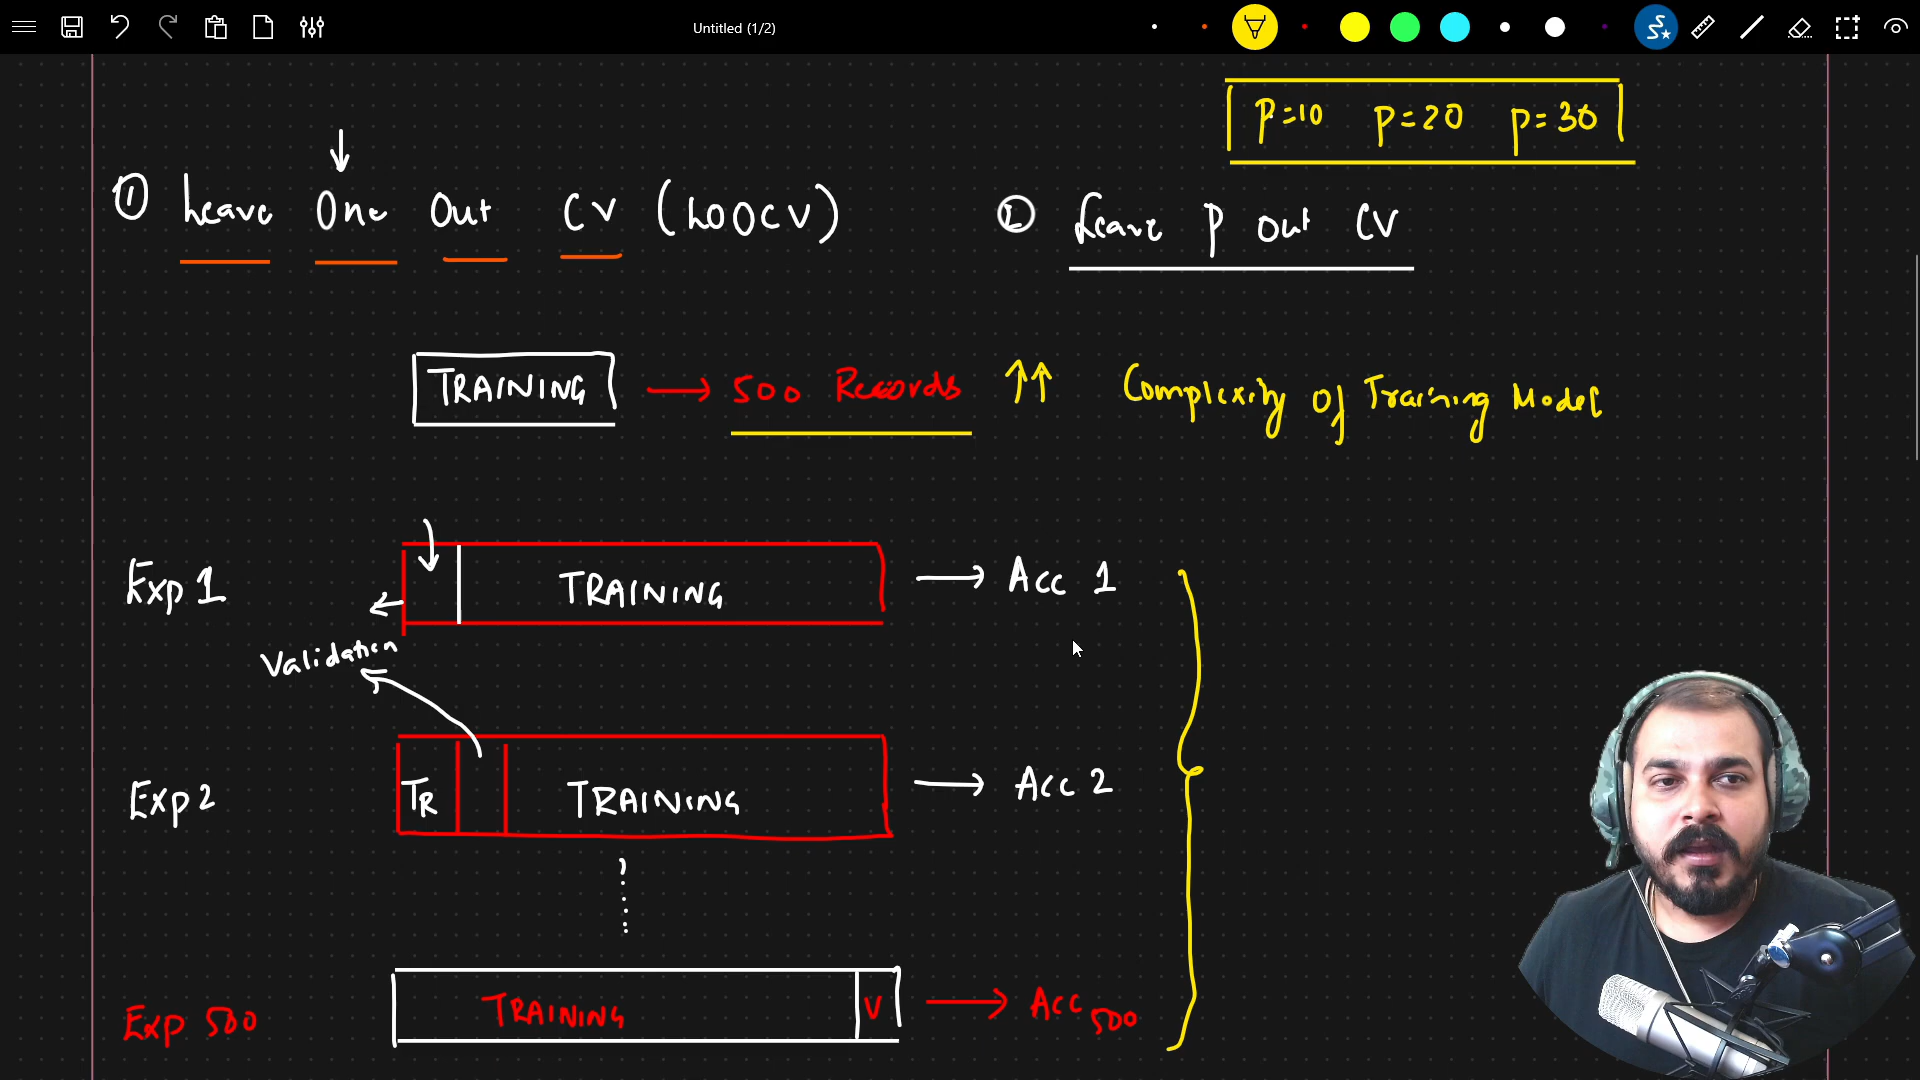 Untitled (1/2)
P=10 p=20 p=30
① Leave One Out CV (LOOCV)
② Leave P Out CV
TRAINING → 500 Records ↑↑ Complexity Of Training Model
Exp 1 TRAINING → Acc 1
Validation
Exp 2 TR TRAINING → Acc 2
Exp 500 TRAINING V → Acc 500